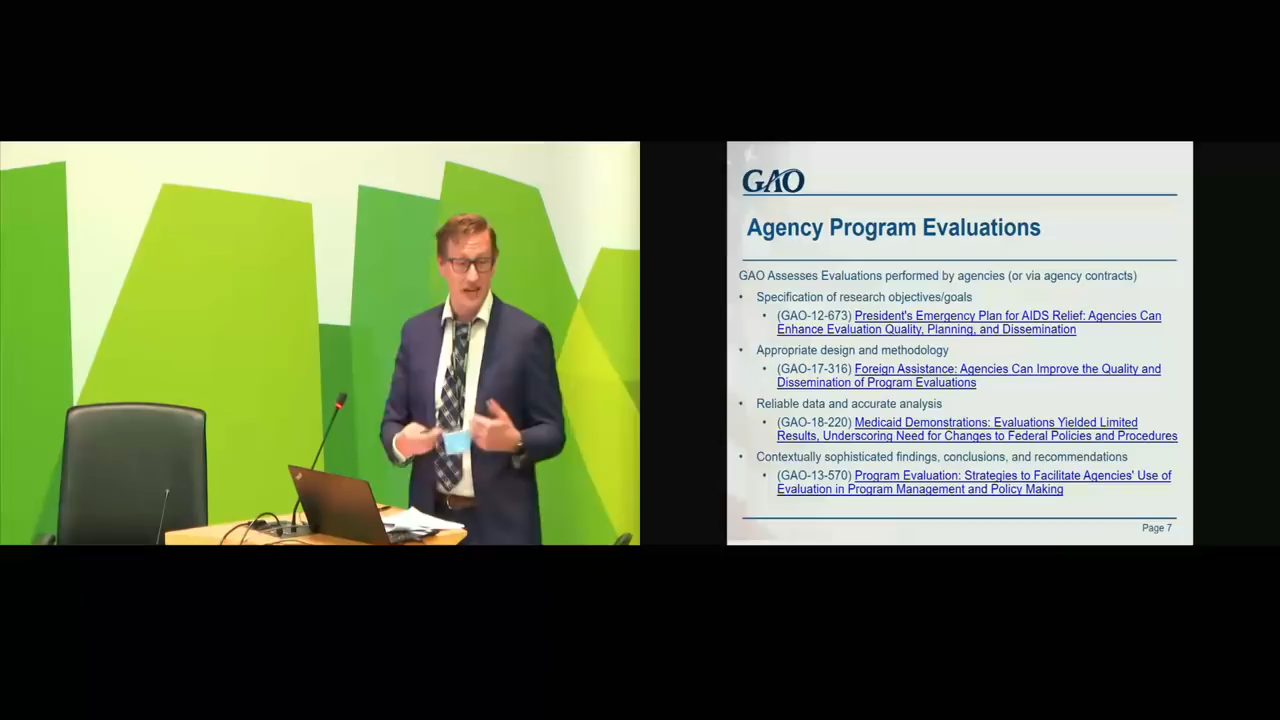 GAO
Agency Program Evaluations
GAO Assesses Evaluations performed by agencies (or via agency contracts)
• Specification of research objectives/goals
• (GAO-12-673) President's Emergency Plan for AIDS Relief: Agencies Can
Enhance Evaluation Quality, Planning, and Dissemination
• Appropriate design and methodology
• (GAO-17-316) Foreign Assistance: Agencies Can Improve the Quality and
Dissemination of Program Evaluations
• Reliable data and accurate analysis
• (GAO-18-220) Medicaid Demonstrations: Evaluations Yielded Limited
Results, Underscoring Need for Changes to Federal Policies and Procedures
• Contextually sophisticated findings, conclusions, and recommendations
• (GAO-13-570) Program Evaluation: Strategies to Facilitate Agencies' Use of
Evaluation in Program Management and Policy Making
Page 7